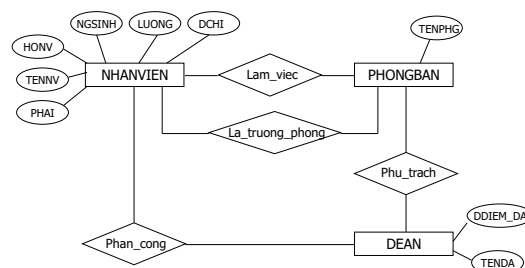 NGSINH
LUONG
DCHI
TENPHG
HONV
NHANVIEN
Lam_viec
PHONGBAN
TENNV
PHAI
La_truong_phong
Phu_trach
DDIEM_DA
Phan_cong
DEAN
TENDA